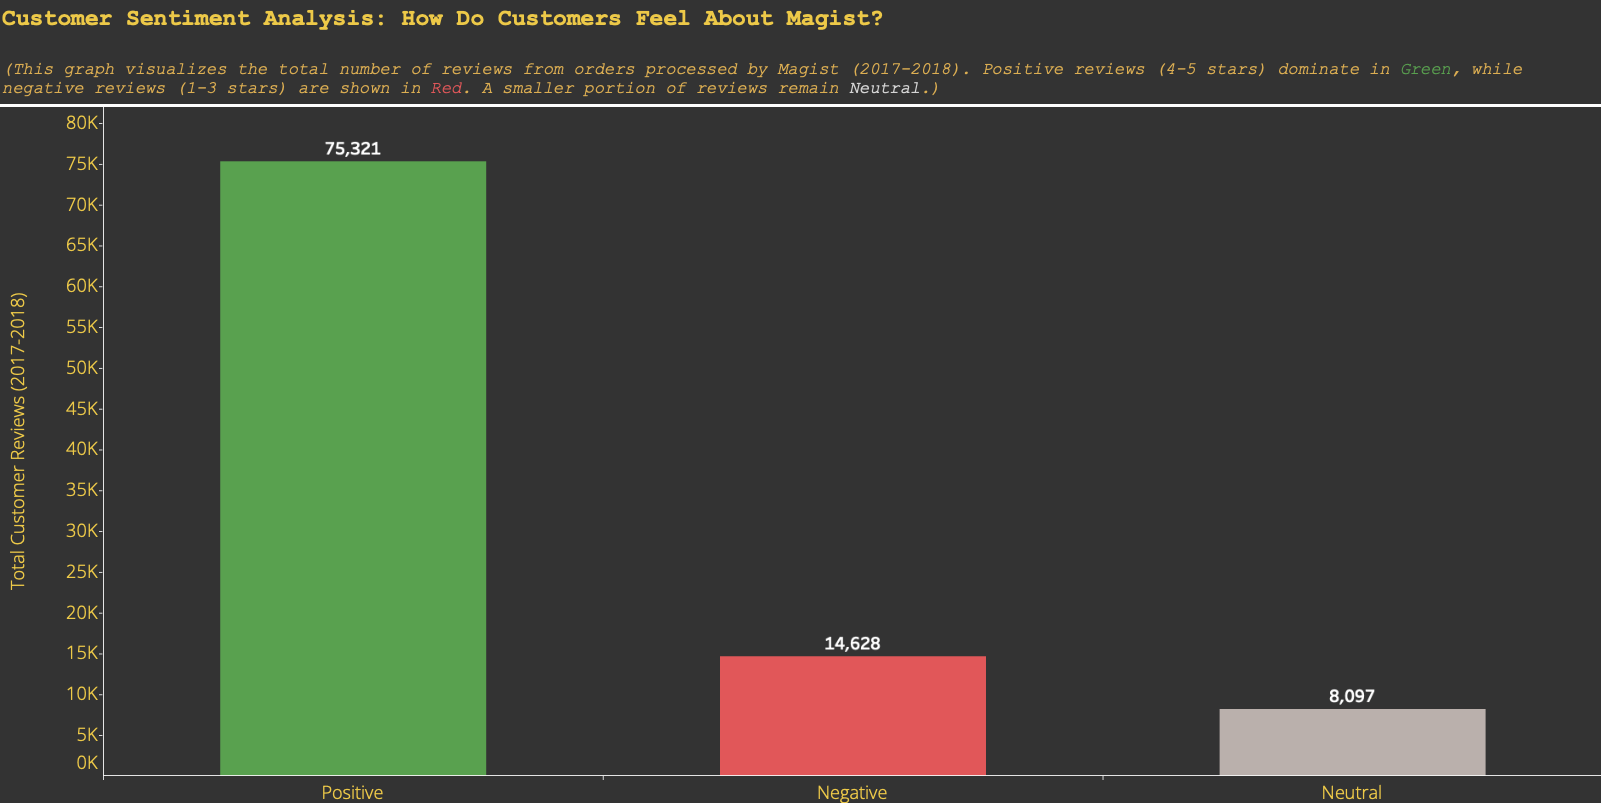 Customer Sentiment Analysis: How Do Customers Feel About Magist?
(This graph visualizes the total number of reviews from orders processed by Magist (2017-2018). Positive reviews (4-5 stars) dominate in Green, while
negative reviews (1-3 stars) are shown in Red. A smaller portion of reviews remain Neutral.)
Total Customer Reviews (2017-2018)
80K
75K
70K
65K
60K
55K
50K
45K
40K
35K
30K
25K
20K
15K
10K
5K
0K
75,321
14,628
8,097
Positive
Negative
Neutral